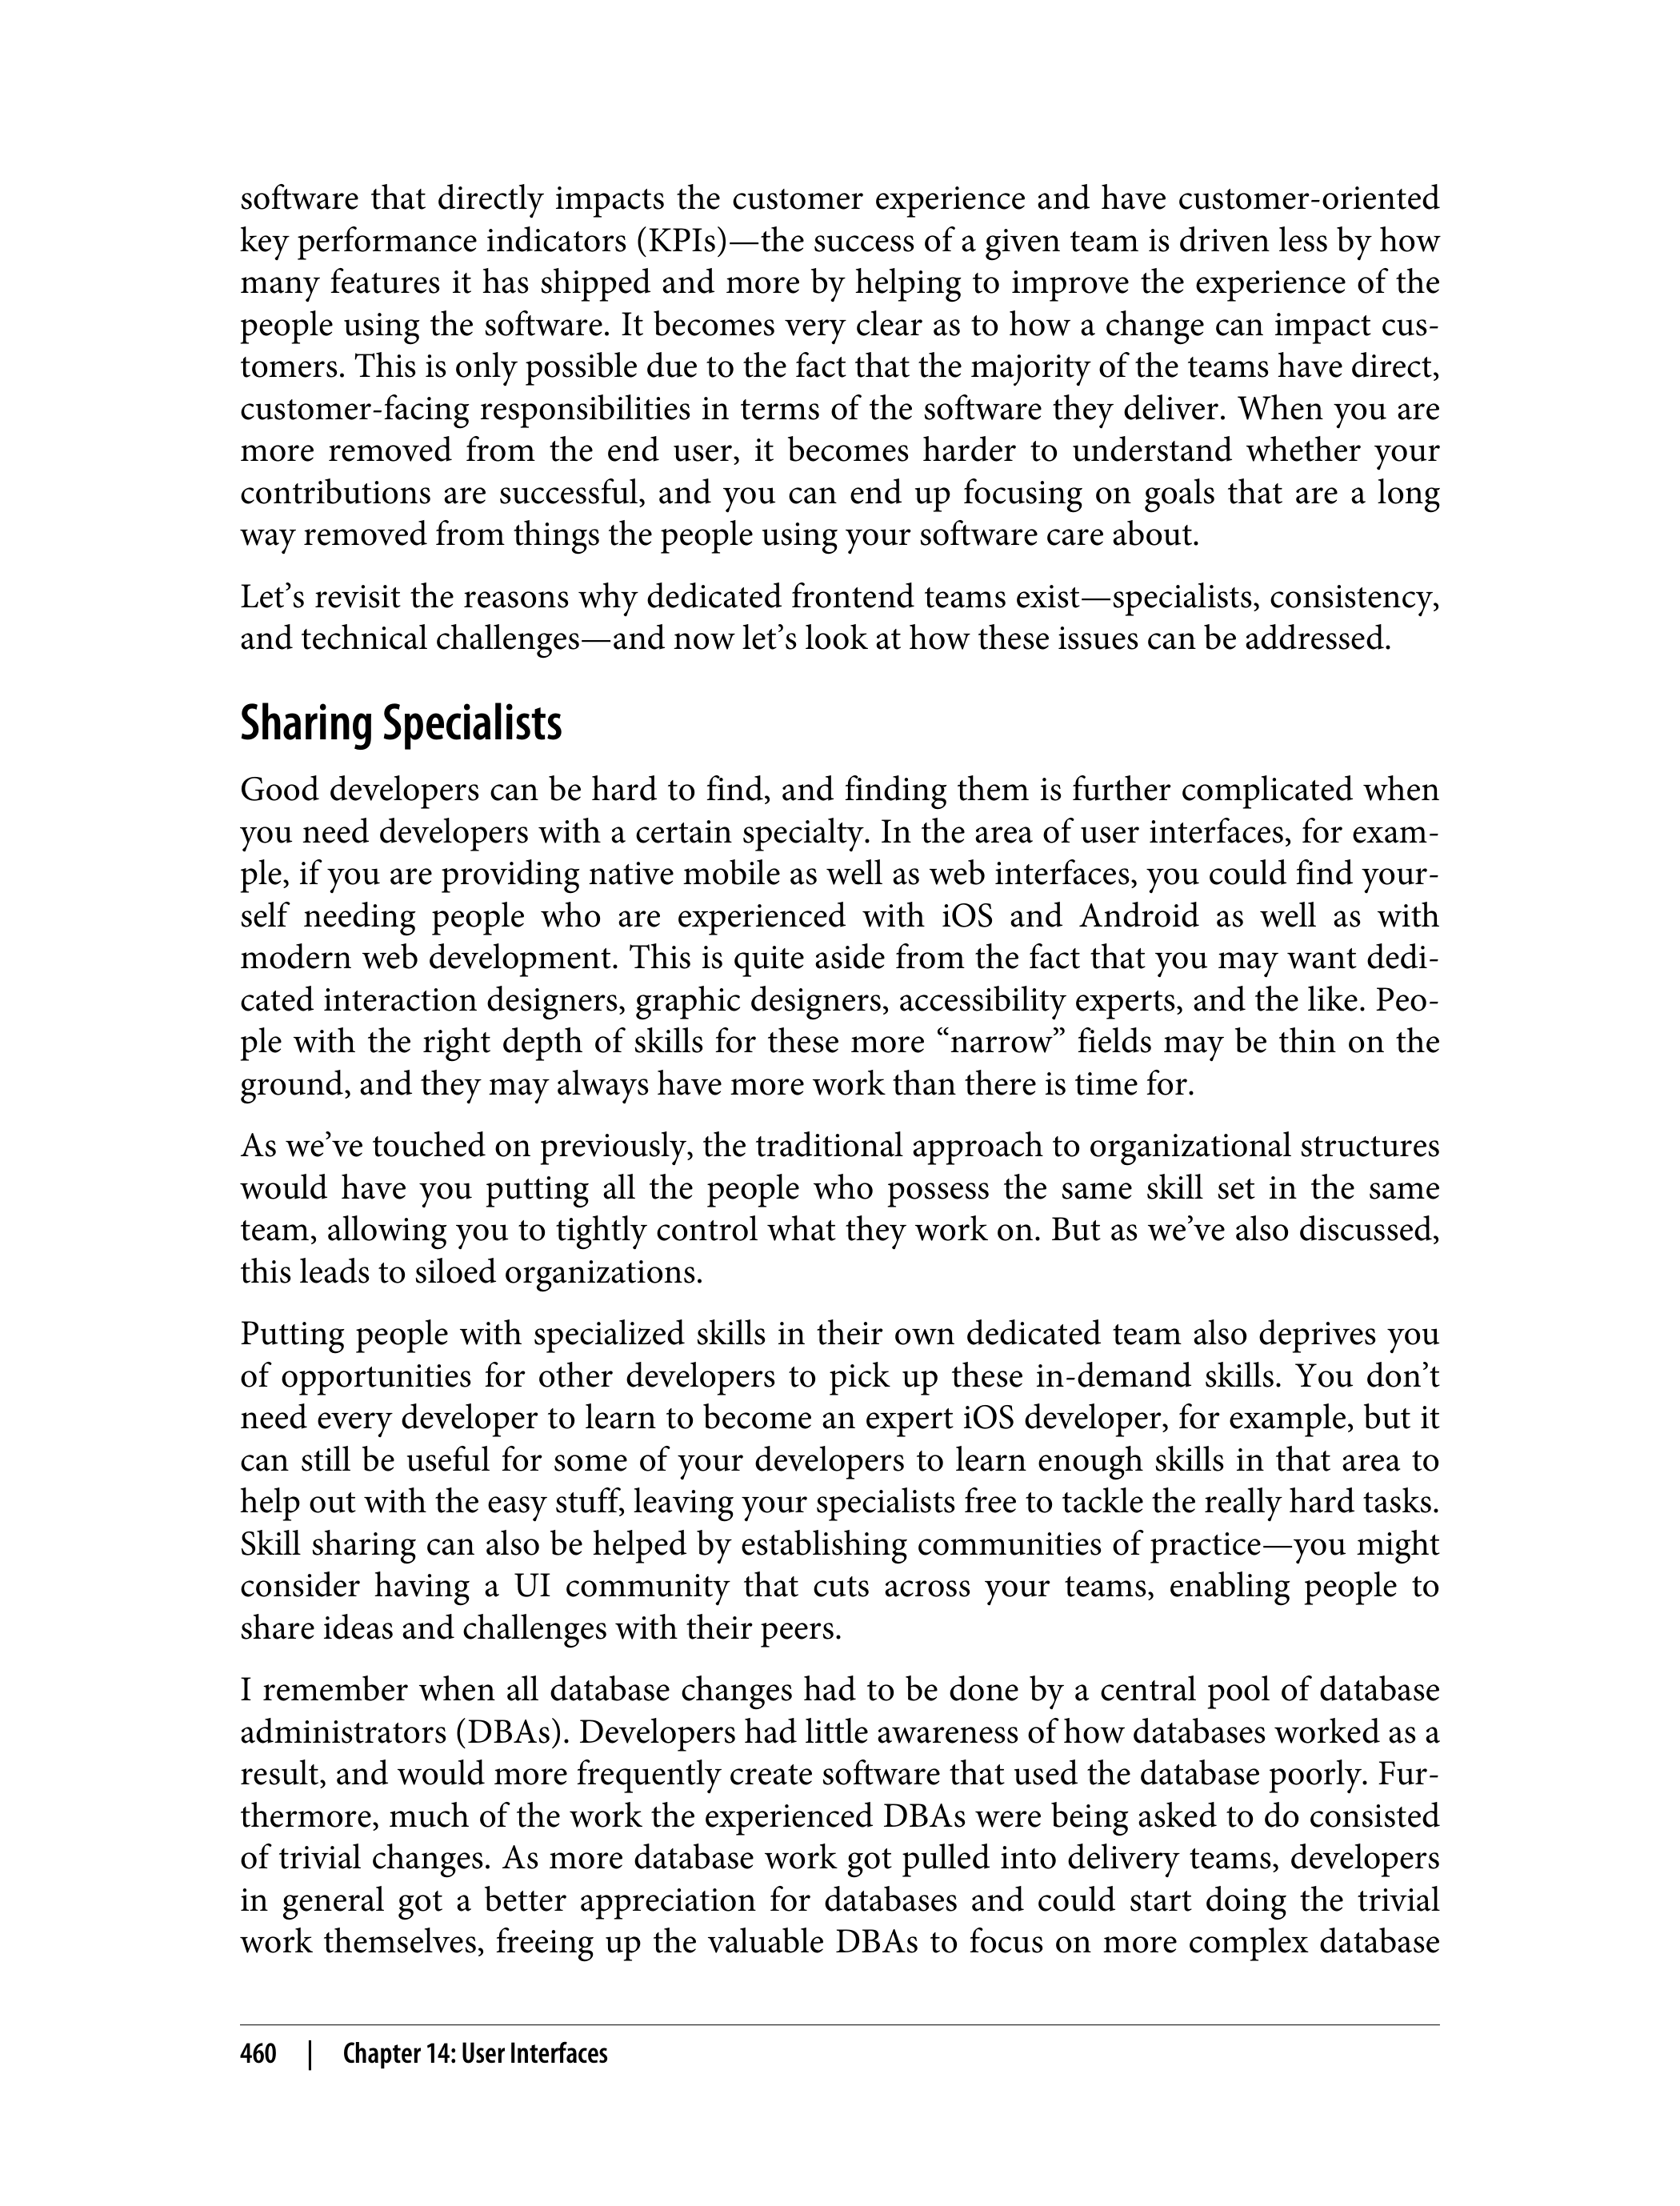 software that directly impacts the customer experience and have customer-oriented
key performance indicators (KPIs)—the success of a given team is driven less by how
many features it has shipped and more by helping to improve the experience of the
people using the software. It becomes very clear as to how a change can impact cus-
tomers. This is only possible due to the fact that the majority of the teams have direct,
customer-facing responsibilities in terms of the software they deliver. When you are
more removed from the end user, it becomes harder to understand whether your
contributions are successful, and you can end up focusing on goals that are a long
way removed from things the people using your software care about.
Let’s revisit the reasons why dedicated frontend teams exist—specialists, consistency,
and technical challenges—and now let’s look at how these issues can be addressed.
Sharing Specialists
Good developers can be hard to find, and finding them is further complicated when
you need developers with a certain specialty. In the area of user interfaces, for exam-
ple, if you are providing native mobile as well as web interfaces, you could find your-
self needing people who are experienced with iOS and Android as well as with
modern web development. This is quite aside from the fact that you may want dedi-
cated interaction designers, graphic designers, accessibility experts, and the like. Peo-
ple with the right depth of skills for these more “narrow” fields may be thin on the
ground, and they may always have more work than there is time for.
As we’ve touched on previously, the traditional approach to organizational structures
would have you putting all the people who possess the same skill set in the same
team, allowing you to tightly control what they work on. But as we’ve also discussed,
this leads to siloed organizations.
Putting people with specialized skills in their own dedicated team also deprives you
of opportunities for other developers to pick up these in-demand skills. You don’t
need every developer to learn to become an expert iOS developer, for example, but it
can still be useful for some of your developers to learn enough skills in that area to
help out with the easy stuff, leaving your specialists free to tackle the really hard tasks.
Skill sharing can also be helped by establishing communities of practice—you might
consider having a UI community that cuts across your teams, enabling people to
share ideas and challenges with their peers.
I remember when all database changes had to be done by a central pool of database
administrators (DBAs). Developers had little awareness of how databases worked as a
result, and would more frequently create software that used the database poorly. Fur-
thermore, much of the work the experienced DBAs were being asked to do consisted
of trivial changes. As more database work got pulled into delivery teams, developers
in general got a better appreciation for databases and could start doing the trivial
work themselves, freeing up the valuable DBAs to focus on more complex database
460 | Chapter 14: User Interfaces